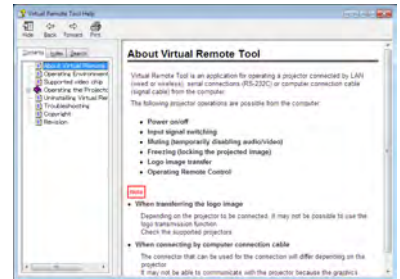 Virtual Remote Tool Help
Hide Back Forward Print
Contents Index Search
About Virtual Remote
Operating Environment
Supported video chip
Operating the Projecto
Uninstalling Virtual Re
Troubleshooting
Copyright
Revision
About Virtual Remote Tool
Virtual Remote Tool is an application for operating a projector connected by LAN
(wired or wireless), serial connections (RS-232C) or computer connection cable
(signal cable) from the computer.
The following projector operations are possible from the computer.
• Power on/off
• Input signal switching
• Muting (temporarily disabling audio/video)
• Freezing (locking the projected image)
• Logo image transfer
• Operating Remote Control
Note
• When transferring the logo image
Depending on the projector to be connected, it may not be possible to use the
logo transmission function.
Check the supported projectors.
• When connecting by computer connection cable
The connector that can be used for the connection will differ depending on the
projector.
It may not be able to communicate with the projector because the graphics